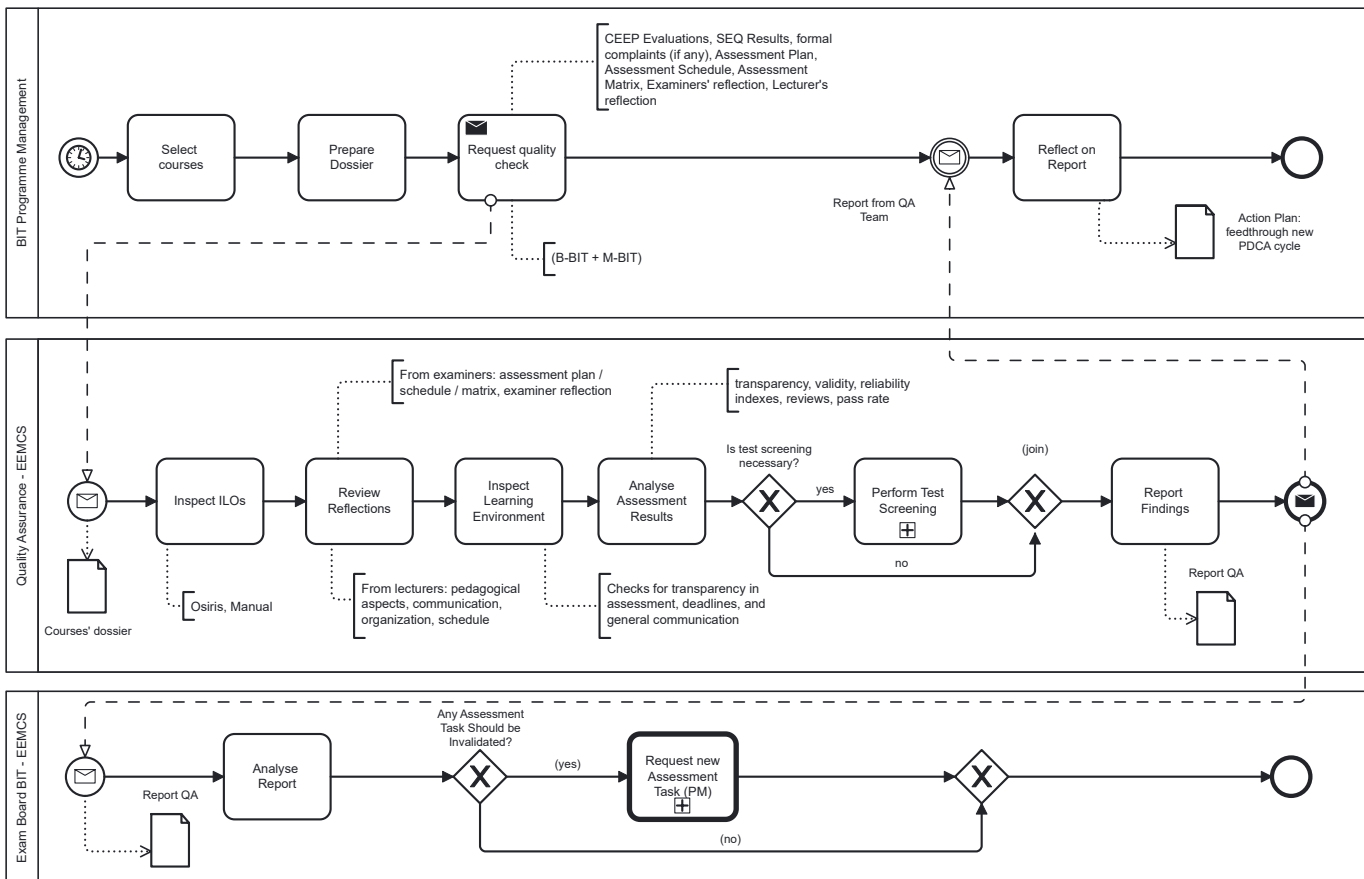 BIT Programme Management
CEEP Evaluations, SEQ Results, formal
complaints (if any), Assessment Plan,
Assessment Schedule, Assessment
Matrix, Examiners' reflection, Lecturer's
reflection
Select
courses
Prepare
Dossier
Request quality
check
Report from QA
Team
Reflect on
Report
(B-BIT + M-BIT)
Action Plan:
feedthrough new
PDCA cycle
Quality Assurance - EEMCS
From examiners: assessment plan /
schedule / matrix, examiner reflection
transparency, validity, reliability
indexes, reviews, pass rate
Inspect ILOs
Review
Reflections
Inspect
Learning
Environment
Analyse
Assessment
Results
Is test screening
necessary?
yes
no
Perform Test
Screening
(join)
Report
Findings
Courses' dossier
Osiris, Manual
From lecturers: pedagogical
aspects, communication,
organization, schedule
Checks for transparency in
assessment, deadlines, and
general communication
Report QA
Exam Board BIT - EEMCS
Report QA
Analyse
Report
Any Assessment
Task Should be
Invalidated?
(yes)
(no)
Request new
Assessment
Task (PM)